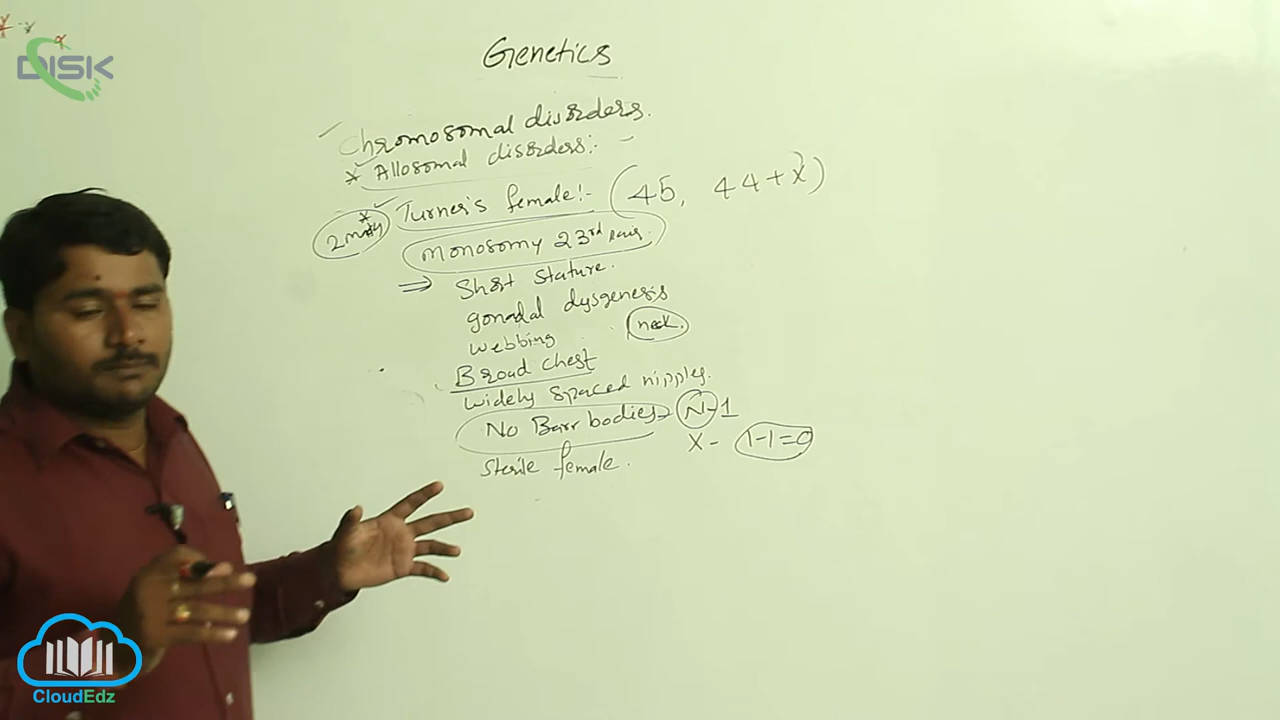 DISK
Genetics
Chromosomal disorders.
* Allosomal disorders:-
* Turner's female:- (45, 44+X)
Monosomy 23rd pair.
⇒ Short stature.
gonadal dysgenesis
webbing neck.
Broad chest
widely spaced nipples.
No Barr bodies N-1
X- 1-1=0
Sterile female.
CloudEdz